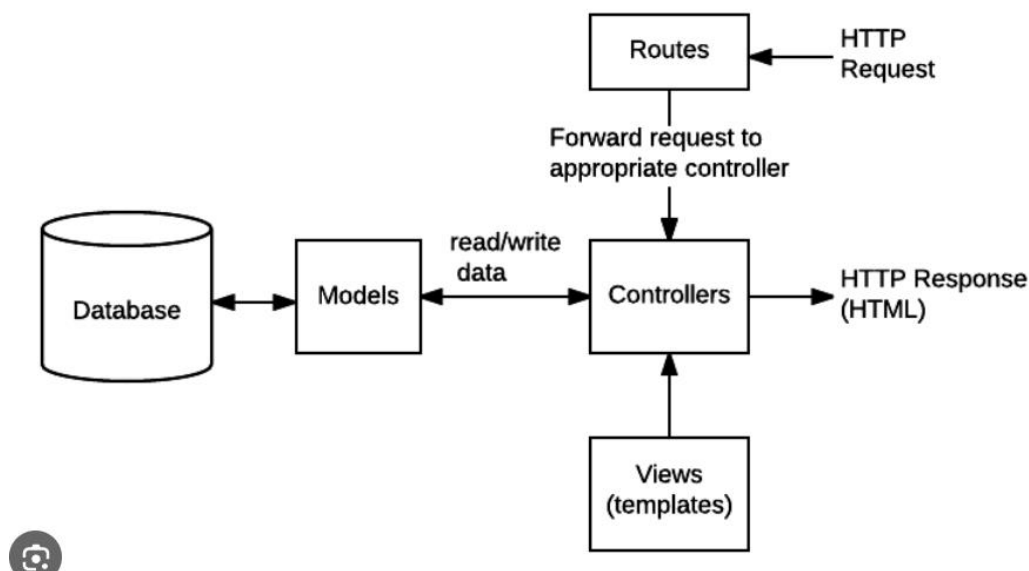 Routes
HTTP
Request
Forward request to
appropriate controller
Database
Models
read/write
data
Controllers
HTTP Response
(HTML)
Views
(templates)